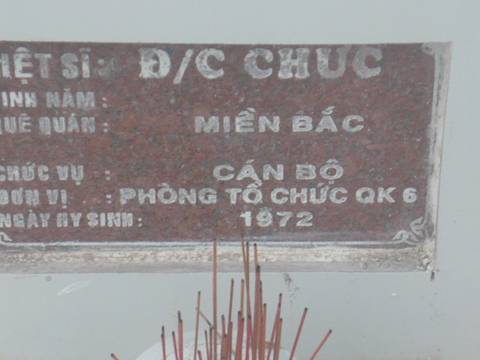 IỆT SĨ: Đ/C CHỨC
INH NĂM :
UÊ QUÁN : MIỀN BẮC
CHỨC VỤ : CÁN BỘ
ĐƠN VỊ : PHÒNG TỔ CHỨC QK 6
NGÀY HY SINH : 1972